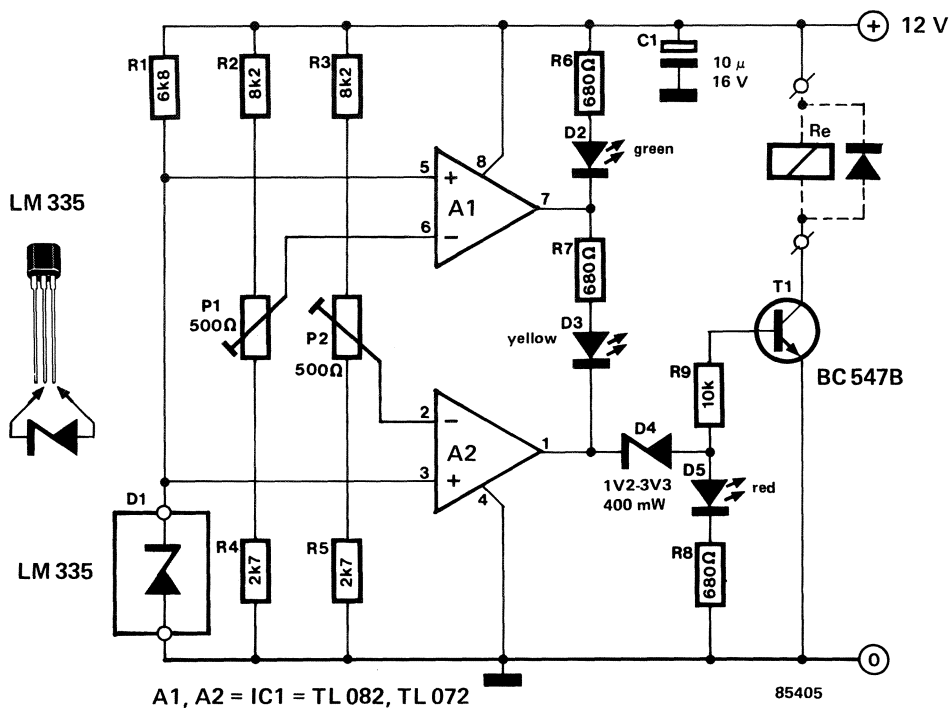 12 V
R1
6k8
R2
8k2
R3
8k2
R6
680Ω
C1
10 µ
16 V
D2
green
Re
8
5
+
A1
7
6
−
LM 335
R7
680Ω
T1
P1
500Ω
P2
500Ω
yellow
D3
BC 547B
R9
10k
2
−
A2
1
3
+
4
D4
1V2-3V3
400 mW
D5
red
D1
LM 335
R4
2k7
R5
2k7
R8
680Ω
+
0
A1, A2 = IC1 = TL 082, TL 072
85405